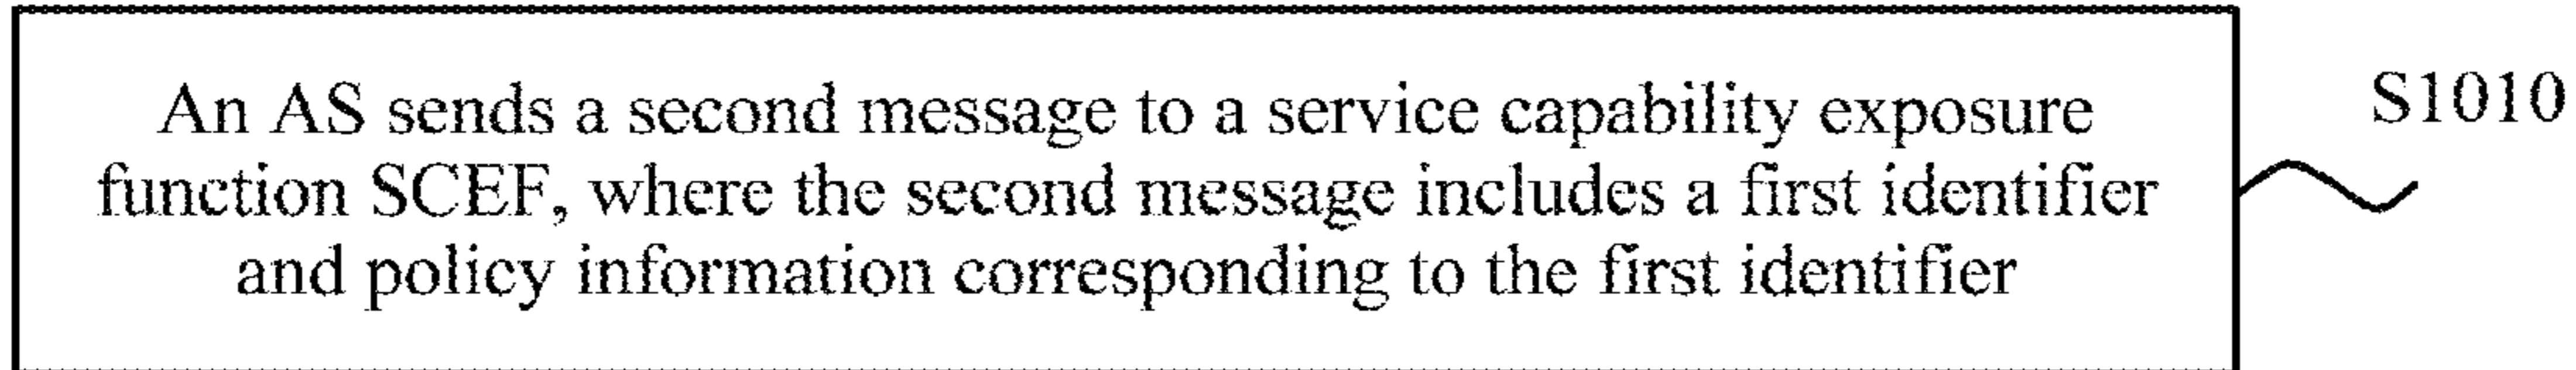 An AS sends a second message to a service capability exposure
function SCEF, where the second message includes a first identifier
and policy information corresponding to the first identifier
S1010